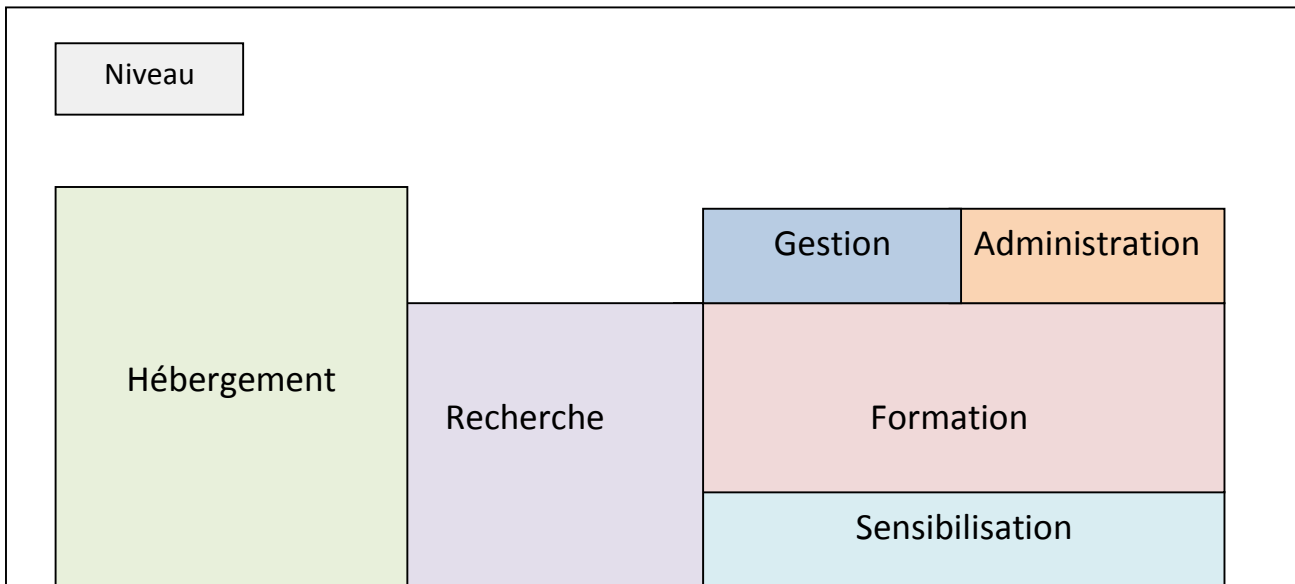 Niveau
Gestion
Administration
Hébergement
Recherche
Formation
Sensibilisation